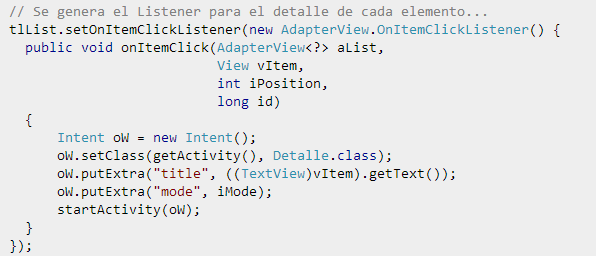 // Se genera el Listener para el detalle de cada elemento...
tlList.setOnItemClickListener(new AdapterView.OnItemClickListener() {
  public void onItemClick(AdapterView<?> aList,
                          View vItem,
                          int iPosition,
                          long id)
  {
      Intent oW = new Intent();
      oW.setClass(getActivity(), Detalle.class);
      oW.putExtra("title", ((TextView)vItem).getText());
      oW.putExtra("mode", iMode);
      startActivity(oW);
  }
});